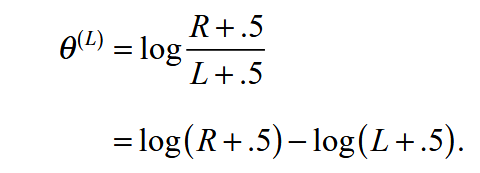 θ^(L) = log (R + .5)/(L + .5)
= log(R + .5) − log(L + .5).